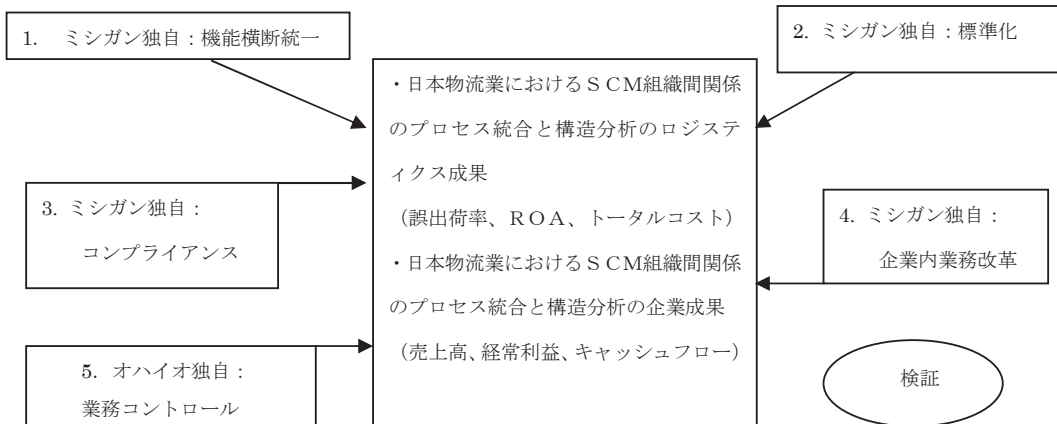 1. ミシガン独自：機能横断統一
2. ミシガン独自：標準化
・日本物流業におけるＳＣＭ組織間関係
のプロセス統合と構造分析のロジステ
ィクス成果
（誤出荷率、ＲＯＡ、トータルコスト）
・日本物流業におけるＳＣＭ組織間関係
のプロセス統合と構造分析の企業成果
（売上高、経常利益、キャッシュフロー）
3. ミシガン独自：
コンプライアンス
4. ミシガン独自：
企業内業務改革
5. オハイオ独自：
業務コントロール
検証